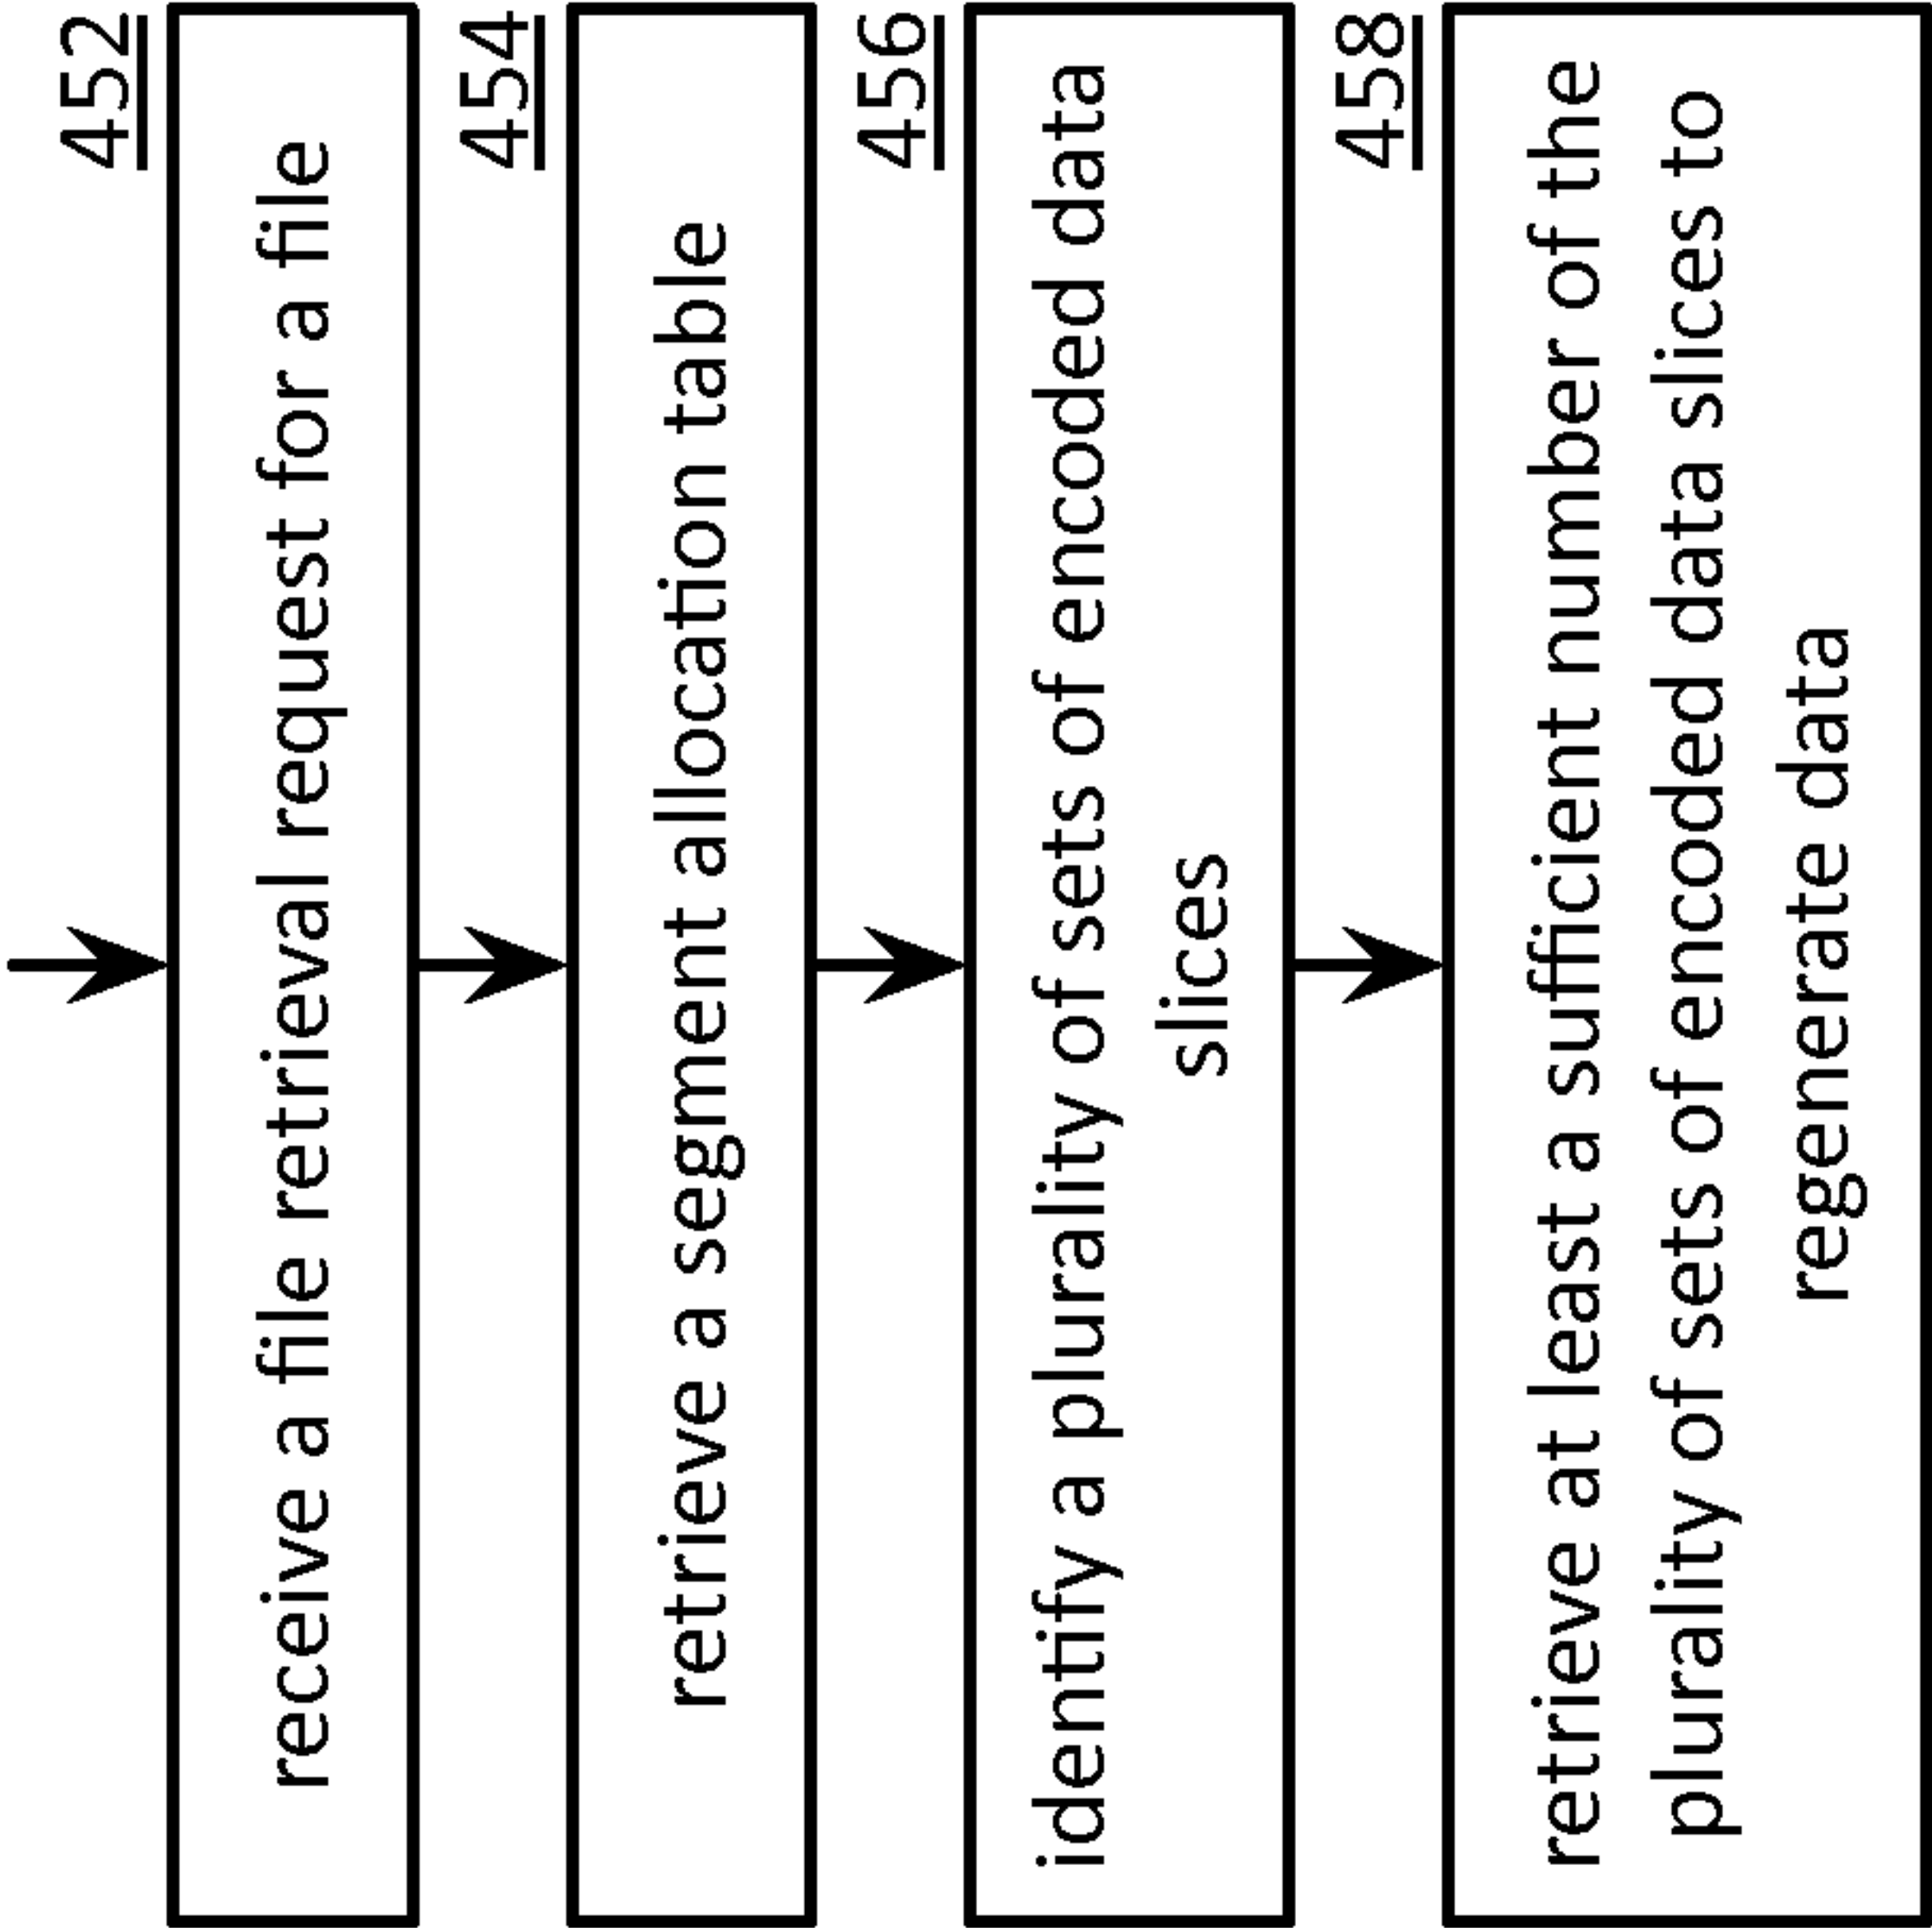 452
receive a file retrieval request for a file
454
retrieve a segment allocation table
456
identify a plurality of sets of encoded data
slices
458
retrieve at least a sufficient number of the
plurality of sets of encoded data slices to
regenerate data